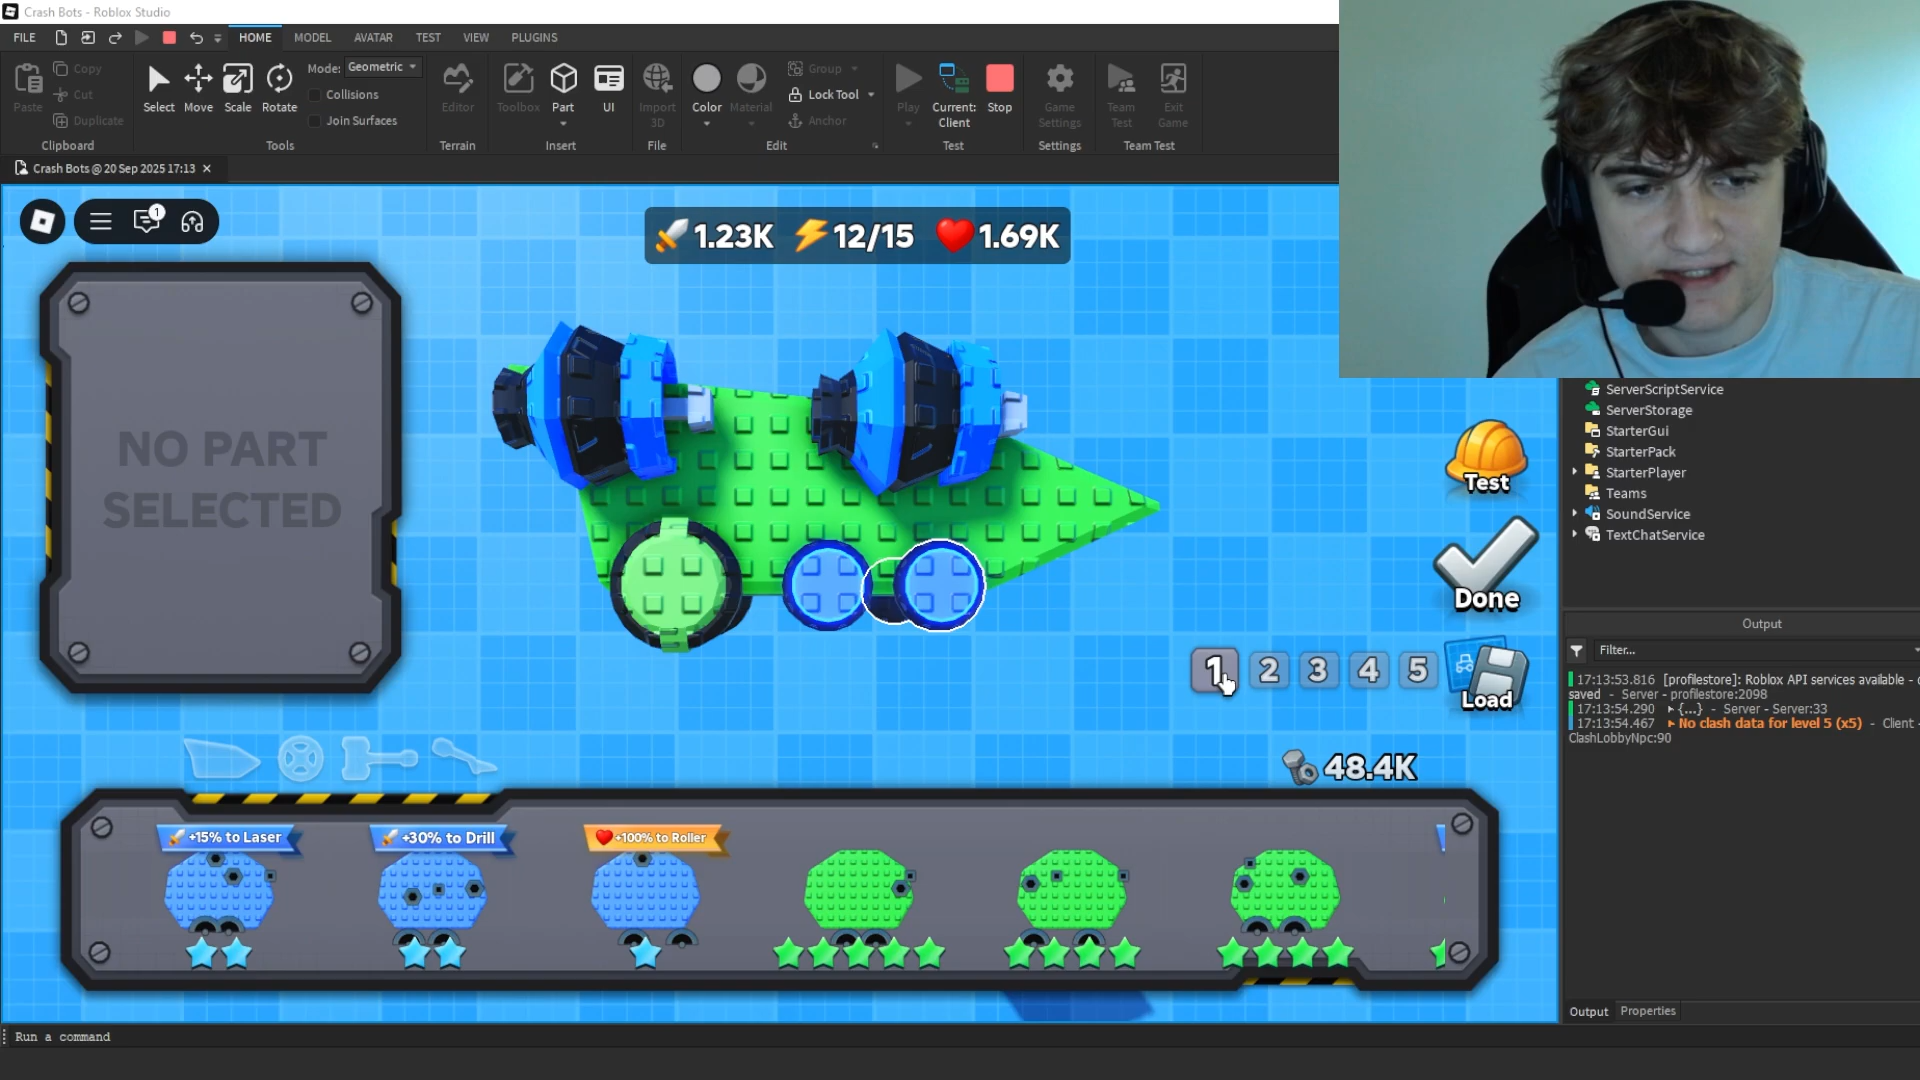 Crash Bots - Roblox Studio
FILE HOME MODEL AVATAR TEST VIEW PLUGINS
Paste Copy Cut Duplicate
Clipboard
Select Move Scale Rotate
Mode: Geometric
Collisions
Join Surfaces
Tools
Editor
Terrain
Toolbox Part UI
Insert
Import 3D
File
Color Material
Group
Lock Tool
Anchor
Edit
Play Current: Client Stop
Test
Game Settings
Settings
Team Test Exit Game
Team Test
Crash Bots @ 20 Sep 2025 17:13
1
1.23K 12/15 1.69K
NO PART
SELECTED
Test
Done
1 2 3 4 5
Load
48.4K
+15% to Laser +30% to Drill +100% to Roller
ServerScriptService
ServerStorage
StarterGui
StarterPack
StarterPlayer
Teams
SoundService
TextChatService
Output
Filter...
17:13:53.816 [profilestore]: Roblox API services available -
saved - Server - profilestore:2098
17:13:54.290 {...} - Server - Server:33
17:13:54.467 No clash data for level 5 (x5) - Client -
ClashLobbyNpc:90
Output Properties
Run a command